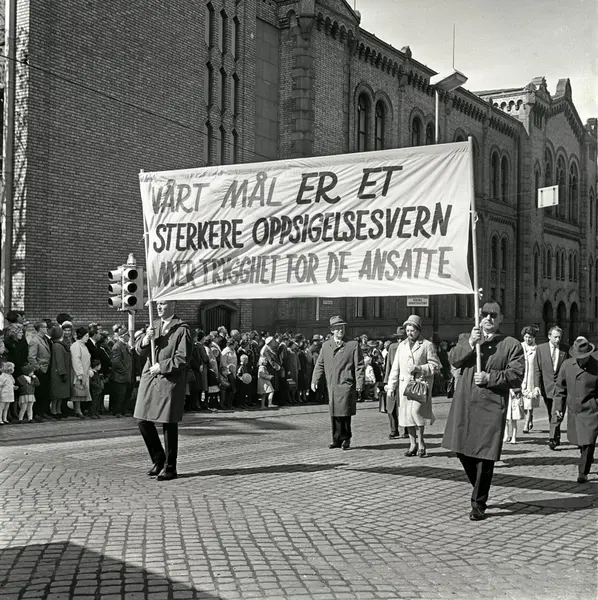 VÅRT MÅL ER ET
STERKERE OPPSIGELSESVERN
MER TRYGGHET FOR DE ANSATTE